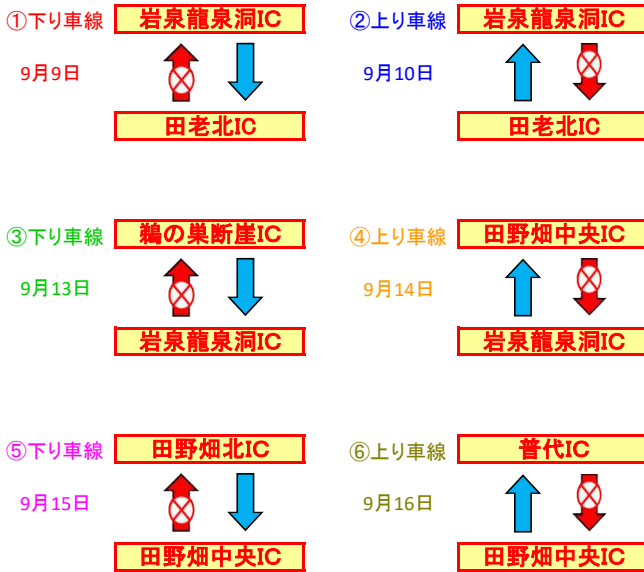 ①下り車線 岩泉龍泉洞IC
9月9日
田老北IC
②上り車線 岩泉龍泉洞IC
9月10日
田老北IC
③下り車線 鵜の巣断崖IC
9月13日
岩泉龍泉洞IC
④上り車線 田野畑中央IC
9月14日
岩泉龍泉洞IC
⑤下り車線 田野畑北IC
9月15日
田野畑中央IC
⑥上り車線 普代IC
9月16日
田野畑中央IC